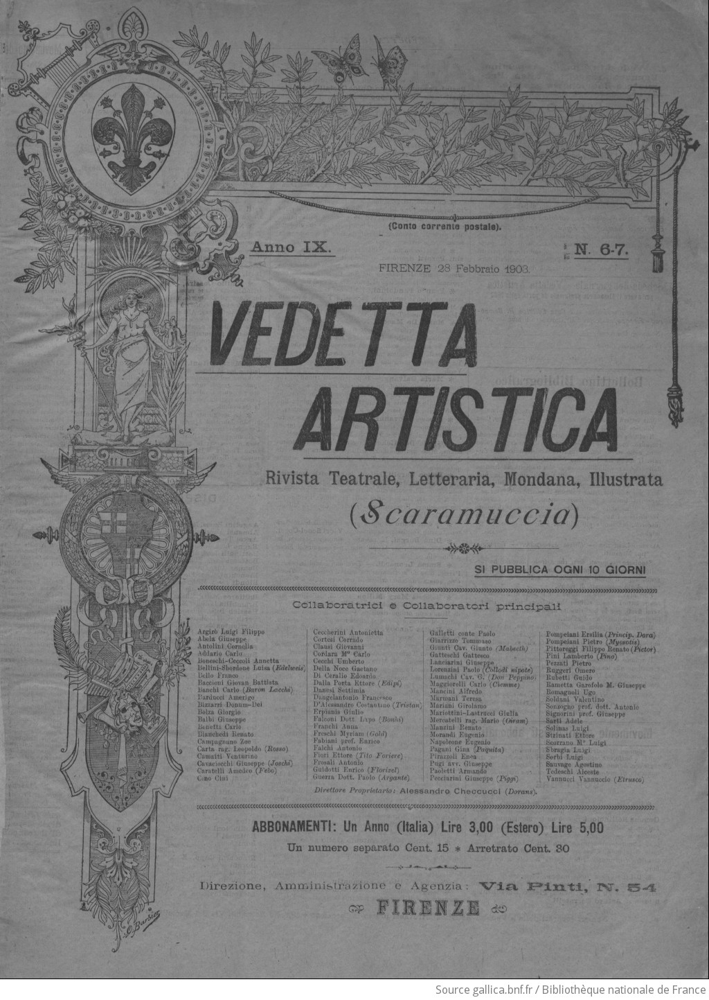 (Conto corrente postale).
Anno IX.
N. 6-7.
FIRENZE 28 Febbraio 1903.
VEDETTA
ARTISTICA
Rivista Teatrale, Letteraria, Mondana, Illustrata
(Scaramuccia)
SI PUBBLICA OGNI 10 GIORNI
Collaboratrici e Collaboratori principali
Argirò Luigi Filippo
Abela Giuseppe
Antolini Cornelia
Addario Carlo
Boneschi-Ceccoli Annetta
Bellini-Sbordone Luisa (Edelweis)
Bello Franco
Baccioni Giovan Battista
Banchi Carlo (Baron Lacchi)
Barducci Amerigo
Bizzarri Donum-Dei
Bolza Giorgio
Balbi Giuseppe
Bonetti Carlo
Bianchedi Renato
Campagnano Zoe
Carta rag. Leopoldo (Rosso)
Camaiti Venturino
Cavaciocchi Giuseppe (Joschi)
Caratelli Amedeo (Febo)
Cino Cini
Ceccherini Antonietta
Cortesi Corrado
Clausi Giovanni
Cordara Mº Carlo
Cecchi Umberto
Della Noce Gaetano
Di Ceralio Edoardo
Dalla Porta Ettore (Edipi)
Danesi Settimia
Dangelantonio Francesco
D'Alessandro Costantino (Tristan)
Erpianis Giulio
Falconi Dott. Lapo (Bonhi)
Franchi Anna
Freschi Myriam (Gold)
Fabiani prof. Enrico
Falchi Antonio
Fiori Ettore (Tito Foriere)
Frosali Antonio
Guidotti Enrico (Florizel)
Guerra Dott. Paolo (Argante)
Galletti conte Paolo
Giarrizzo Tommaso
Giunti Cav. Giunto (Mabecth)
Gatteschi Gattesco
Lanciarini Giuseppe
Lorenzini Paolo (Collodi nipote)
Lumachi Cav. G. (Don Peppino)
Maggiorelli Carlo (Ciemme)
Mancini Alfredo
Marmani Teresa
Mariani Girolamo
Mariottini-Lastrucci Giulia
Mercatelli rag. Mario (Oiram)
Manzini Renato
Morandi Eugenio
Napoleone Eugenio
Pagani Gina (Paquita)
Pirazzoli Enea
Pugi avv. Giuseppe
Paoletti Armando
Pecciarini Giuseppe (Piggi)
Pompeiani Ersilia (Princip. Dora)
Pompeiani Pietro (Myosotis)
Pittoreggi Filippo Renato (Pictor)
Pini Lamberto (Pino)
Pezzati Pietro
Ruggeri Omero
Rubetti Guido
Rametta Garofolo M. Giuseppe
Romagnoli Ugo
Soldani Valentino
Sonzogno prof. dott. Antonio
Signorini prof. Giuseppe
Sarti Adele
Solinas Luigi
Strinati Ettore
Scorrano Mº Luigi
Sbragia Luigi
Sorbi Luigi
Sauvage Agostino
Tedeschi Alceste
Vannucci Vannuccio (Etrusco)
Direttore Proprietario: Alessandro Checcucci (Dorans).
ABBONAMENTI: Un Anno (Italia) Lire 3,00 (Estero) Lire 5,00
Un numero separato Cent. 15 * Arretrato Cent. 30
Direzione, Amministrazione e Agenzia: Via Pinti, N. 54
FIRENZE
Source gallica.bnf.fr / Bibliothèque nationale de France